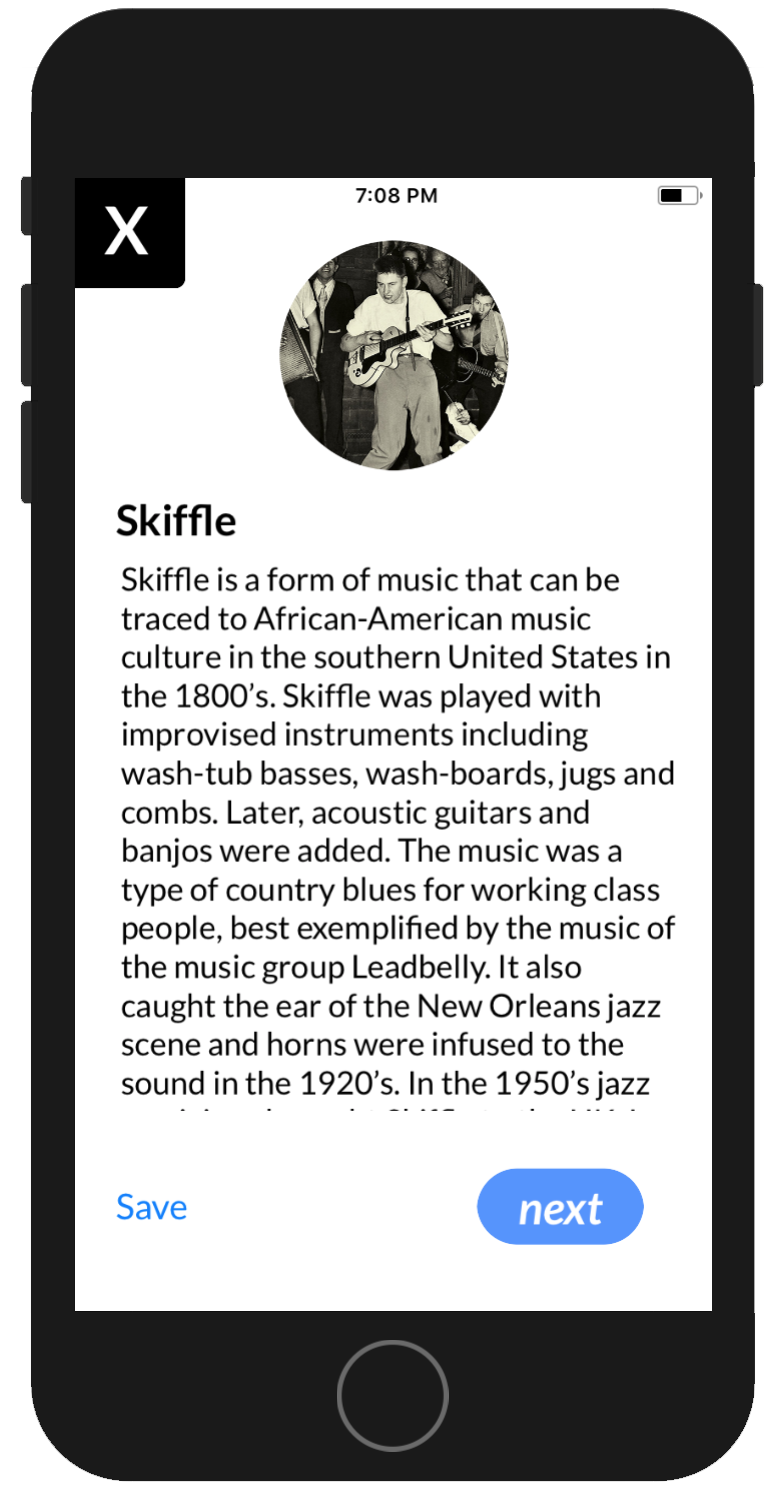 X
7:08 PM
Skiffle
Skiffle is a form of music that can be
traced to African-American music
culture in the southern United States in
the 1800’s. Skiffle was played with
improvised instruments including
wash-tub basses, wash-boards, jugs and
combs. Later, acoustic guitars and
banjos were added. The music was a
type of country blues for working class
people, best exemplified by the music of
the music group Leadbelly. It also
caught the ear of the New Orleans jazz
scene and horns were infused to the
sound in the 1920’s. In the 1950’s jazz
Save
next